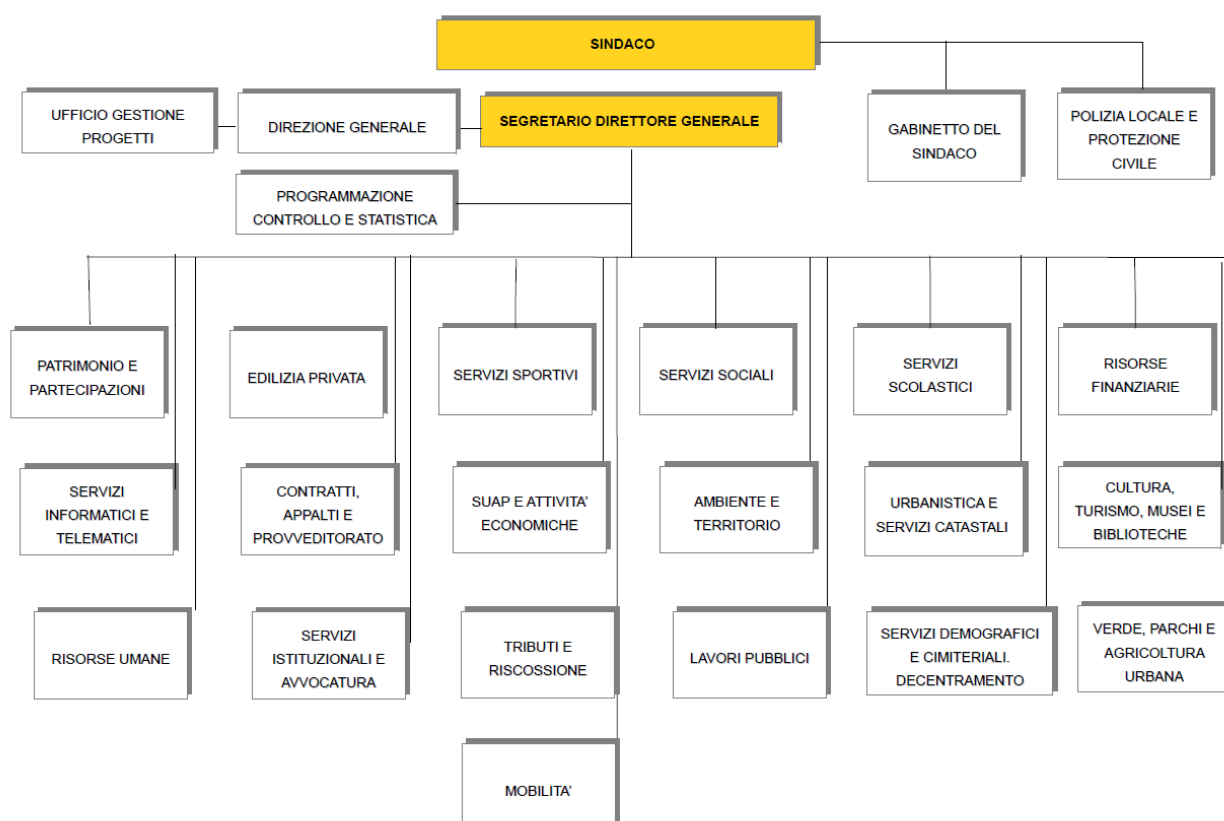 SINDACO
UFFICIO GESTIONE
PROGETTI
DIREZIONE GENERALE
SEGRETARIO DIRETTORE GENERALE
GABINETTO DEL
SINDACO
POLIZIA LOCALE E
PROTEZIONE
CIVILE
PROGRAMMAZIONE
CONTROLLO E STATISTICA
PATRIMONIO E
PARTECIPAZIONI
EDILIZIA PRIVATA
SERVIZI SPORTIVI
SERVIZI SOCIALI
SERVIZI
SCOLASTICI
RISORSE
FINANZIARIE
SERVIZI
INFORMATICI E
TELEMATICI
CONTRATTI,
APPALTI E
PROVVEDITORATO
SUAP E ATTIVITA’
ECONOMICHE
AMBIENTE E
TERRITORIO
URBANISTICA E
SERVIZI CATASTALI
CULTURA,
TURISMO, MUSEI E
BIBLIOTECHE
RISORSE UMANE
SERVIZI
ISTITUZIONALI E
AVVOCATURA
TRIBUTI E
RISCOSSIONE
LAVORI PUBBLICI
SERVIZI DEMOGRAFICI
E CIMITERIALI.
DECENTRAMENTO
VERDE, PARCHI E
AGRICOLTURA
URBANA
MOBILITA’